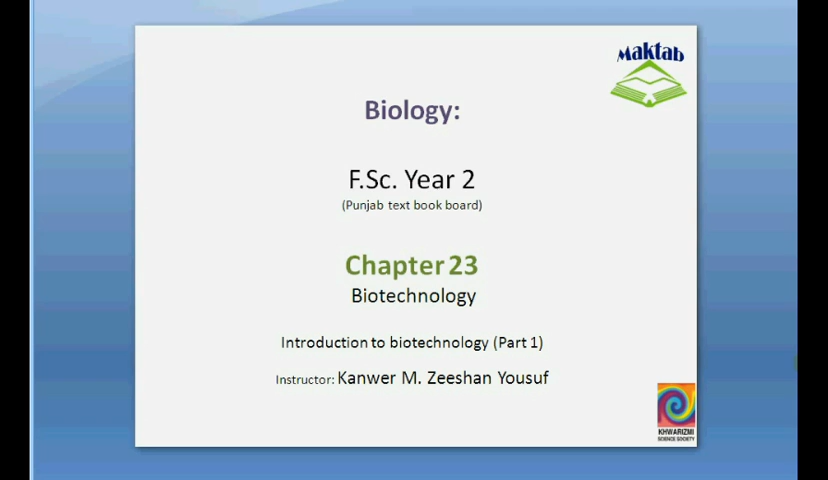 Maktab
Biology:
F.Sc. Year 2
(Punjab text book board)
Chapter 23
Biotechnology
Introduction to biotechnology (Part 1)
Instructor: Kanwer M. Zeeshan Yousuf
KHWARIZMI
SCIENCE SOCIETY